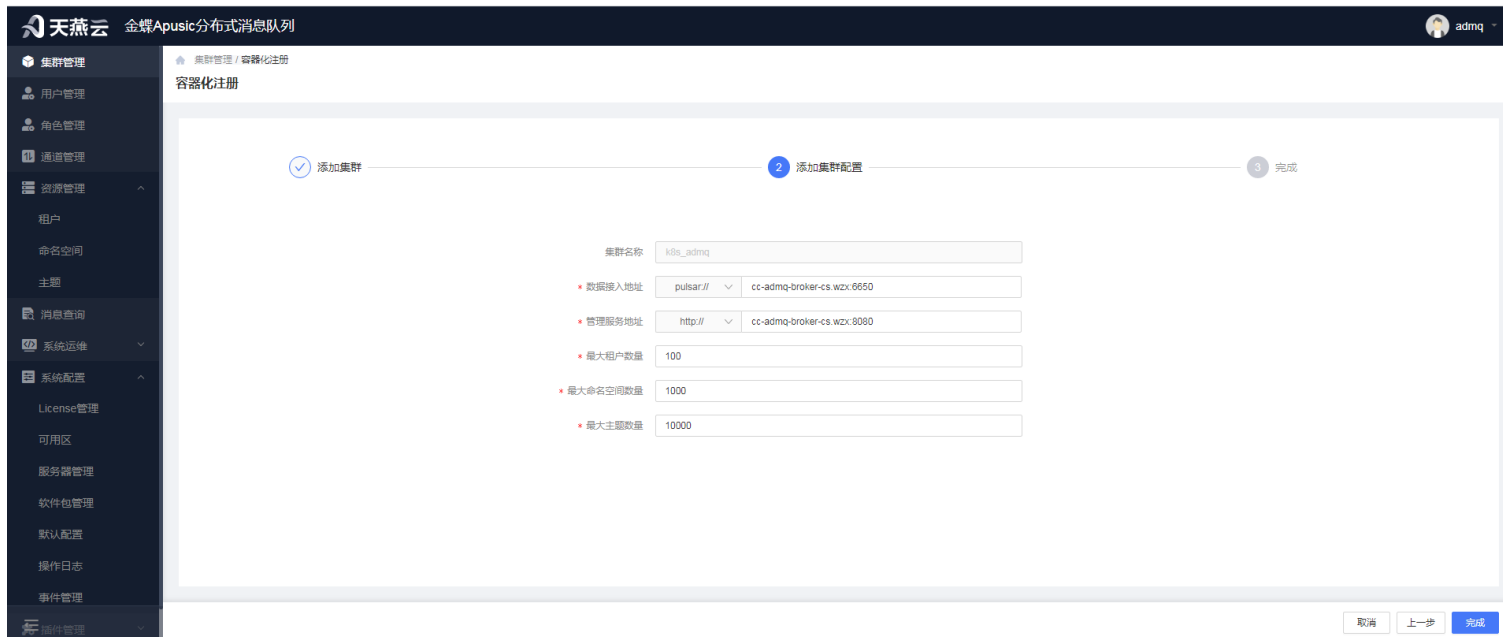 天燕云 金蝶Apusic分布式消息队列
admq
集群管理
用户管理
角色管理
通道管理
资源管理
租户
命名空间
主题
消息查询
系统运维
系统配置
License管理
可用区
服务器管理
软件包管理
默认配置
操作日志
事件管理
插件管理
集群管理 / 容器化注册
容器化注册
添加集群
2 添加集群配置
3 完成
集群名称 k8s_admq
* 数据接入地址 pulsar:// cc-admq-broker-cs.wzx:6650
* 管理服务地址 http:// cc-admq-broker-cs.wzx:8080
* 最大租户数量 100
* 最大命名空间数量 1000
* 最大主题数量 10000
取消 上一步 完成